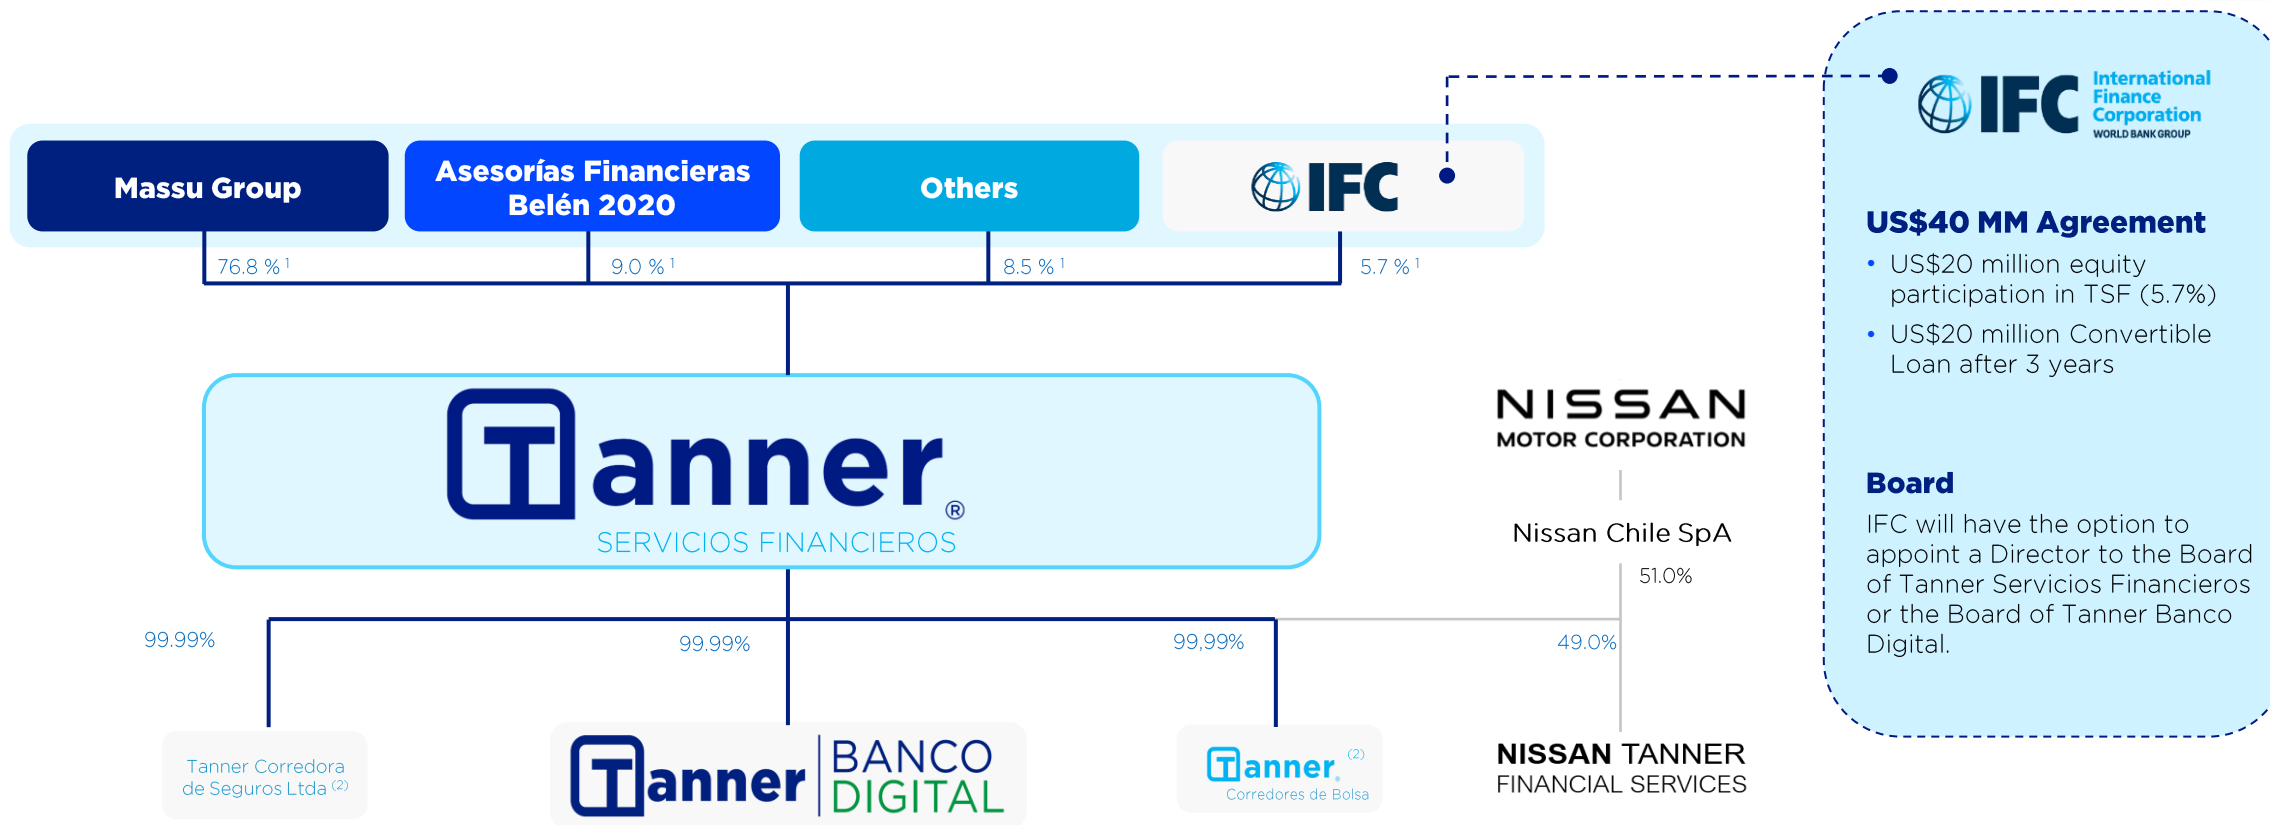 Massu Group
Asesorías Financieras
Belén 2020
Others
IFC
76.8 % 1
9.0 % 1
8.5 % 1
5.7 % 1
IFC
International
Finance
Corporation
WORLD BANK GROUP
US$40 MM Agreement
• US$20 million equity
participation in TSF (5.7%)
• US$20 million Convertible
Loan after 3 years
Board
IFC will have the option to
appoint a Director to the Board
of Tanner Servicios Financieros
or the Board of Tanner Banco
Digital.
Tanner®
SERVICIOS FINANCIEROS
NISSAN
MOTOR CORPORATION
Nissan Chile SpA
51.0%
99.99%
99.99%
99,99%
49.0%
Tanner Corredora
de Seguros Ltda (2)
Tanner
BANCO
DIGITAL
Tanner® (2)
Corredores de Bolsa
NISSAN TANNER
FINANCIAL SERVICES